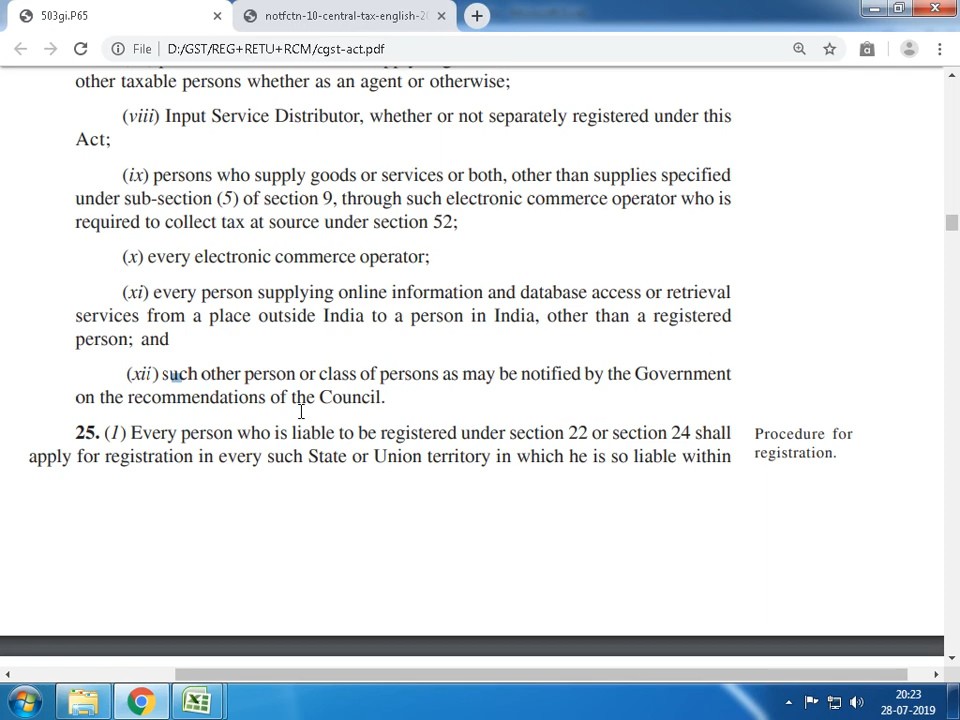 503gi.P65
notfctn-10-central-tax-english-2
File
D:/GST/REG+RETU+RCM/cgst-act.pdf
other taxable persons whether as an agent or otherwise;
(viii) Input Service Distributor, whether or not separately registered under this
Act;
(ix) persons who supply goods or services or both, other than supplies specified
under sub-section (5) of section 9, through such electronic commerce operator who is
required to collect tax at source under section 52;
(x) every electronic commerce operator;
(xi) every person supplying online information and database access or retrieval
services from a place outside India to a person in India, other than a registered
person; and
(xii) such other person or class of persons as may be notified by the Government
on the recommendations of the Council.
25. (1) Every person who is liable to be registered under section 22 or section 24 shall
apply for registration in every such State or Union territory in which he is so liable within
Procedure for
registration.
20:23
28-07-2019